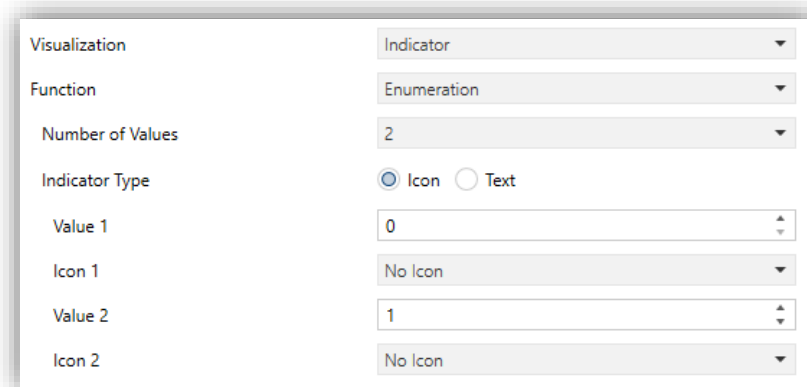 Visualization Indicator
Function Enumeration
Number of Values 2
Indicator Type Icon Text
Value 1 0
Icon 1 No Icon
Value 2 1
Icon 2 No Icon